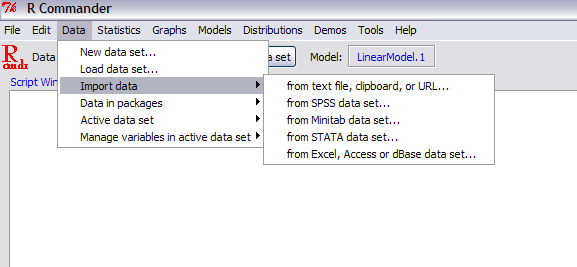 R Commander
File Edit Data Statistics Graphs Models Distributions Demos Tools Help
R cmdr Data set Model: LinearModel.1
New data set...
Load data set...
Script Win
Import data
from text file, clipboard, or URL...
Data in packages
from SPSS data set...
Active data set
from Minitab data set...
Manage variables in active data set
from STATA data set...
from Excel, Access or dBase data set...